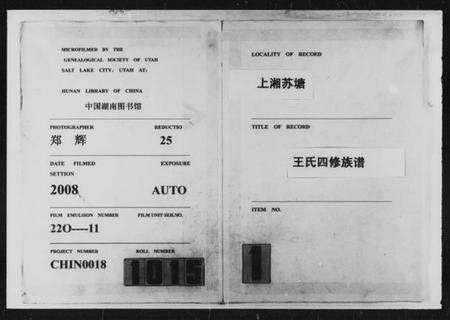 MICROFILMED BY THE
GENEALOGICAL SOCIETY OF UTAH
SALT LAKE CITY, UTAH AT:
HUNAN LIBRARY OF CHINA
中国湖南图书馆
PHOTOGRAPHER REDUCTIO
郑 辉 25
DATE FILMED EXPOSURE
SETTION
2008 AUTO
FILM EMULSION NUMBER FILM UNIT SER.NO.
22O----11
PROJECT NUMBER ROLL NUMBER
CHIN0018 1015
LOCALITY OF RECORD
上湘苏塘
TITLE OF RECORD
王氏四修族谱
ITEM NO.
1